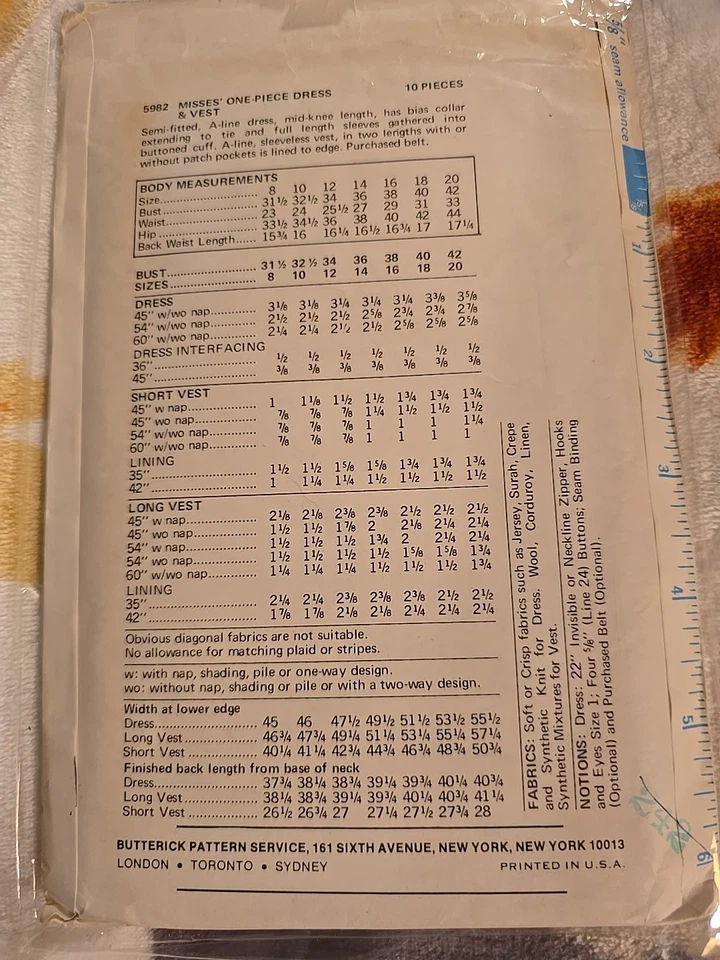 5982 MISSES' ONE-PIECE DRESS & VEST 10 PIECES
Semi-fitted, A-line dress, mid-knee length, has bias collar
extending to tie and full length sleeves gathered into
buttoned cuff. A-line, sleeveless vest, in two lengths with or
without patch pockets is lined to edge. Purchased belt.
BODY MEASUREMENTS
Size.................... 8 10 12 14 16 18 20
Bust.................... 31½ 32½ 34 36 38 40 42
Waist.................. 23 24 25½ 27 29 31 33
Hip ..................... 33½ 34½ 36 38 40 42 44
Back Waist Length...... 15¾ 16 16¼ 16½ 16¾ 17 17¼
BUST..................... 31½ 32½ 34 36 38 40 42
SIZES.................... 8 10 12 14 16 18 20
DRESS
45" w/wo nap............ 3⅛ 3⅛ 3¼ 3¼ 3¼ 3⅜ 3⅝
54" w/wo nap............ 2½ 2½ 2½ 2⅝ 2¾ 2¾ 2⅞
60" w/wo nap............ 2¼ 2¼ 2½ 2½ 2⅝ 2⅝ 2⅝
DRESS INTERFACING
36"........................ ½ ½ ½ ½ ½ ½ ½
45"........................ ⅜ ⅜ ⅜ ⅜ ⅜ ⅜ ⅜
SHORT VEST
45" w nap................ 1 1⅛ 1½ 1½ 1¾ 1¾ 1¾
45" wo nap............... ⅞ ⅞ ⅞ 1¼ 1½ 1½ 1½
54" w/wo nap............ ⅞ ⅞ ⅞ 1 1 1 1¼
60" w/wo nap............ ⅞ ⅞ ⅞ 1 1 1 1
LINING
35"........................ 1½ 1½ 1⅝ 1⅝ 1¾ 1¾ 1¾
42"........................ 1 1¼ 1¼ 1½ 1½ 1½ 1½
LONG VEST
45" w nap................ 2⅛ 2⅛ 2⅜ 2⅜ 2½ 2½ 2½
45" wo nap............... 1½ 1½ 1⅞ 2 2⅛ 2¼ 2¼
54" w nap................ 1½ 1½ 1½ 1¾ 2 2¼ 2¼
54" wo nap............... 1½ 1½ 1½ 1½ 1⅝ 1⅝ 1¾
60" w/wo nap............ 1¼ 1¼ 1¼ 1½ 1½ 1½ 1¾
LINING
35"........................ 2¼ 2¼ 2⅜ 2⅜ 2⅜ 2½ 2½
42"........................ 1⅞ 1⅞ 2⅛ 2⅛ 2¼ 2¼ 2¼
Obvious diagonal fabrics are not suitable.
No allowance for matching plaid or stripes.
w: with nap, shading, pile or one-way design.
wo: without nap, shading or pile or with a two-way design.
Width at lower edge
Dress..................... 45 46 47½ 49½ 51½ 53½ 55½
Long Vest............... 46¾ 47¾ 49¼ 51¼ 53¼ 55¼ 57¼
Short Vest .............. 40¼ 41¼ 42¾ 44¾ 46¾ 48¾ 50¾
Finished back length from base of neck
Dress..................... 37¾ 38¼ 38¾ 39¼ 39¾ 40¼ 40¾
Long Vest ............... 38¼ 38¾ 39¼ 39¾ 40¼ 40¾ 41¼
Short Vest .............. 26½ 26¾ 27 27¼ 27½ 27¾ 28
FABRICS: Soft or Crisp fabrics such as Jersey, Surah, Crepe
and Synthetic Knit for Dress. Wool, Corduroy, Linen,
Synthetic Mixtures for Vest.
NOTIONS: Dress: 22" Invisible or Neckline Zipper, Hooks
and Eyes Size 1; Four ⅝" (Line 24) Buttons; Seam Binding
(Optional) and Purchased Belt (Optional).
BUTTERICK PATTERN SERVICE, 161 SIXTH AVENUE, NEW YORK, NEW YORK 10013
LONDON • TORONTO • SYDNEY PRINTED IN U.S.A.
⅝" seam allowance
⅝
1
2
3
4
5
6